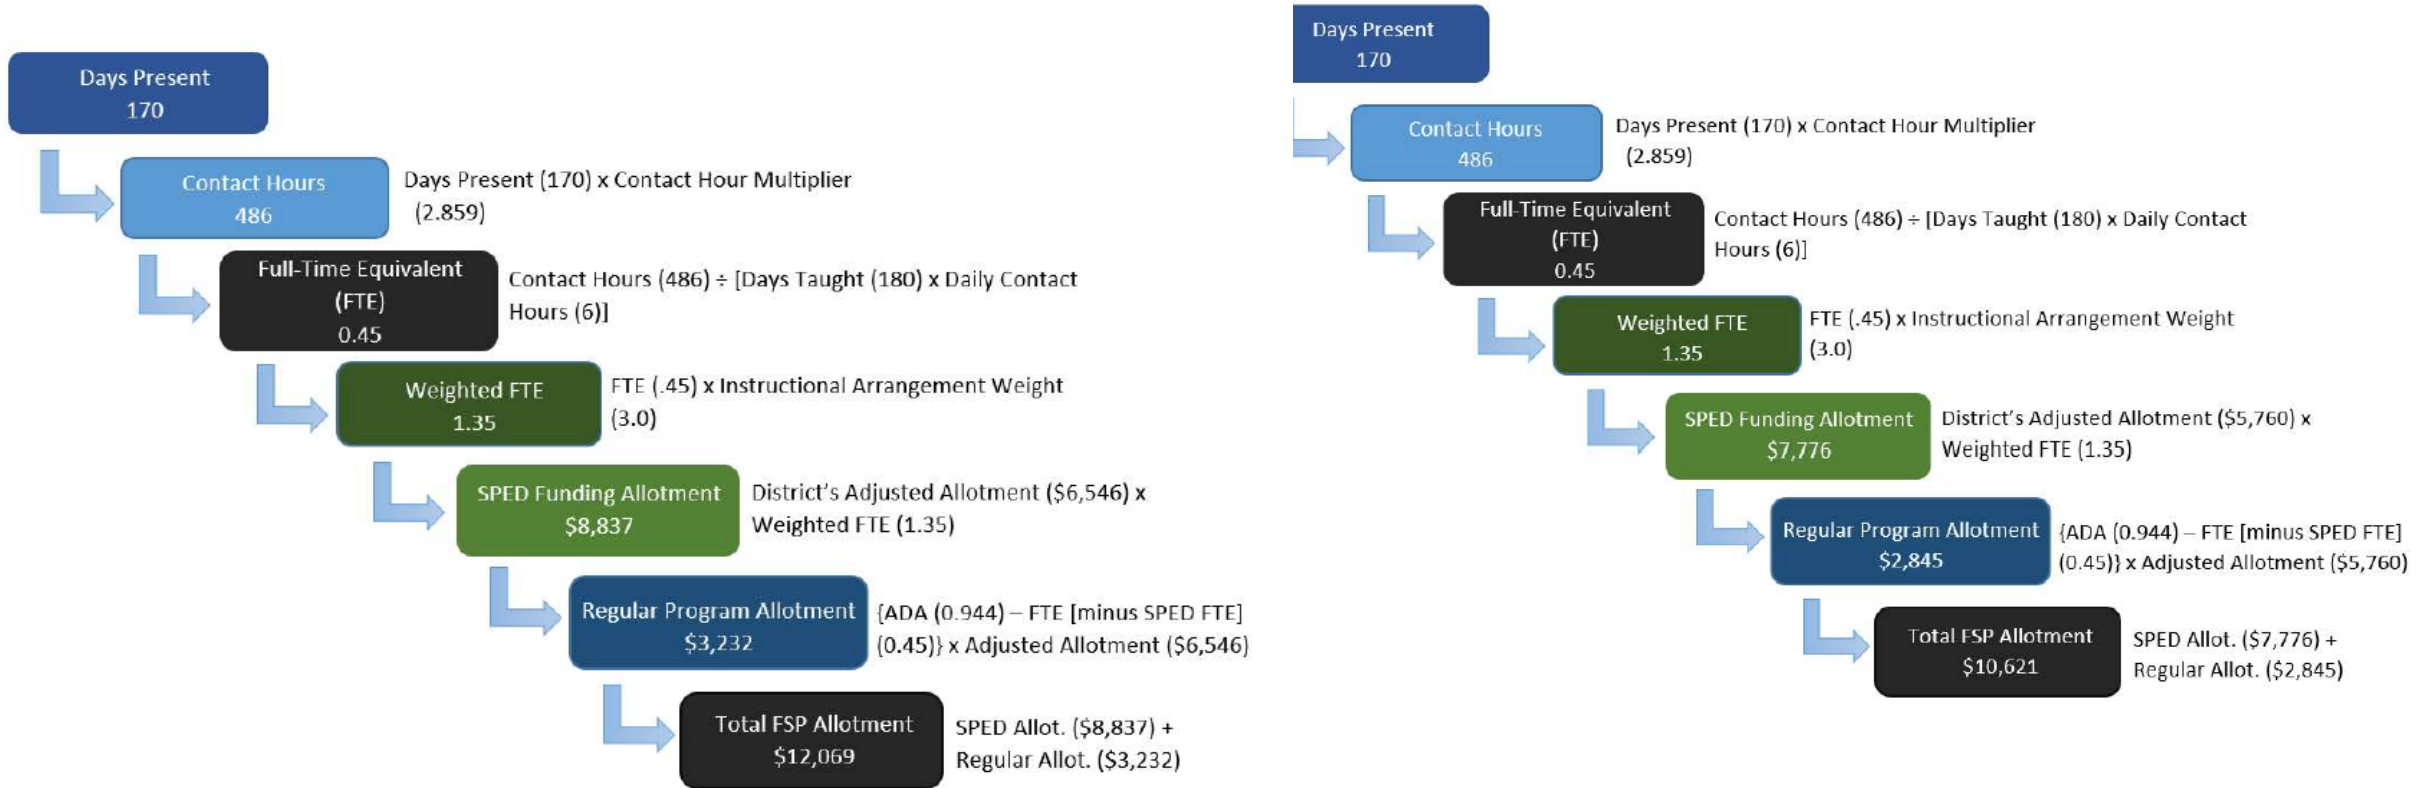 Days Present
170
Contact Hours
486
Days Present (170) x Contact Hour Multiplier
(2.859)
Full-Time Equivalent
(FTE)
0.45
Contact Hours (486) ÷ [Days Taught (180) x Daily Contact
Hours (6)]
Weighted FTE
1.35
FTE (.45) x Instructional Arrangement Weight
(3.0)
SPED Funding Allotment
$8,837
District’s Adjusted Allotment ($6,546) x
Weighted FTE (1.35)
Regular Program Allotment
$3,232
{ADA (0.944) – FTE [minus SPED FTE]
(0.45)} x Adjusted Allotment ($6,546)
Total FSP Allotment
$12,069
SPED Allot. ($8,837) +
Regular Allot. ($3,232)
Days Present
170
Contact Hours
486
Days Present (170) x Contact Hour Multiplier
(2.859)
Full-Time Equivalent
(FTE)
0.45
Contact Hours (486) ÷ [Days Taught (180) x Daily Contact
Hours (6)]
Weighted FTE
1.35
FTE (.45) x Instructional Arrangement Weight
(3.0)
SPED Funding Allotment
$7,776
District’s Adjusted Allotment ($5,760) x
Weighted FTE (1.35)
Regular Program Allotment
$2,845
{ADA (0.944) – FTE [minus SPED FTE]
(0.45)} x Adjusted Allotment ($5,760)
Total FSP Allotment
$10,621
SPED Allot. ($7,776) +
Regular Allot. ($2,845)